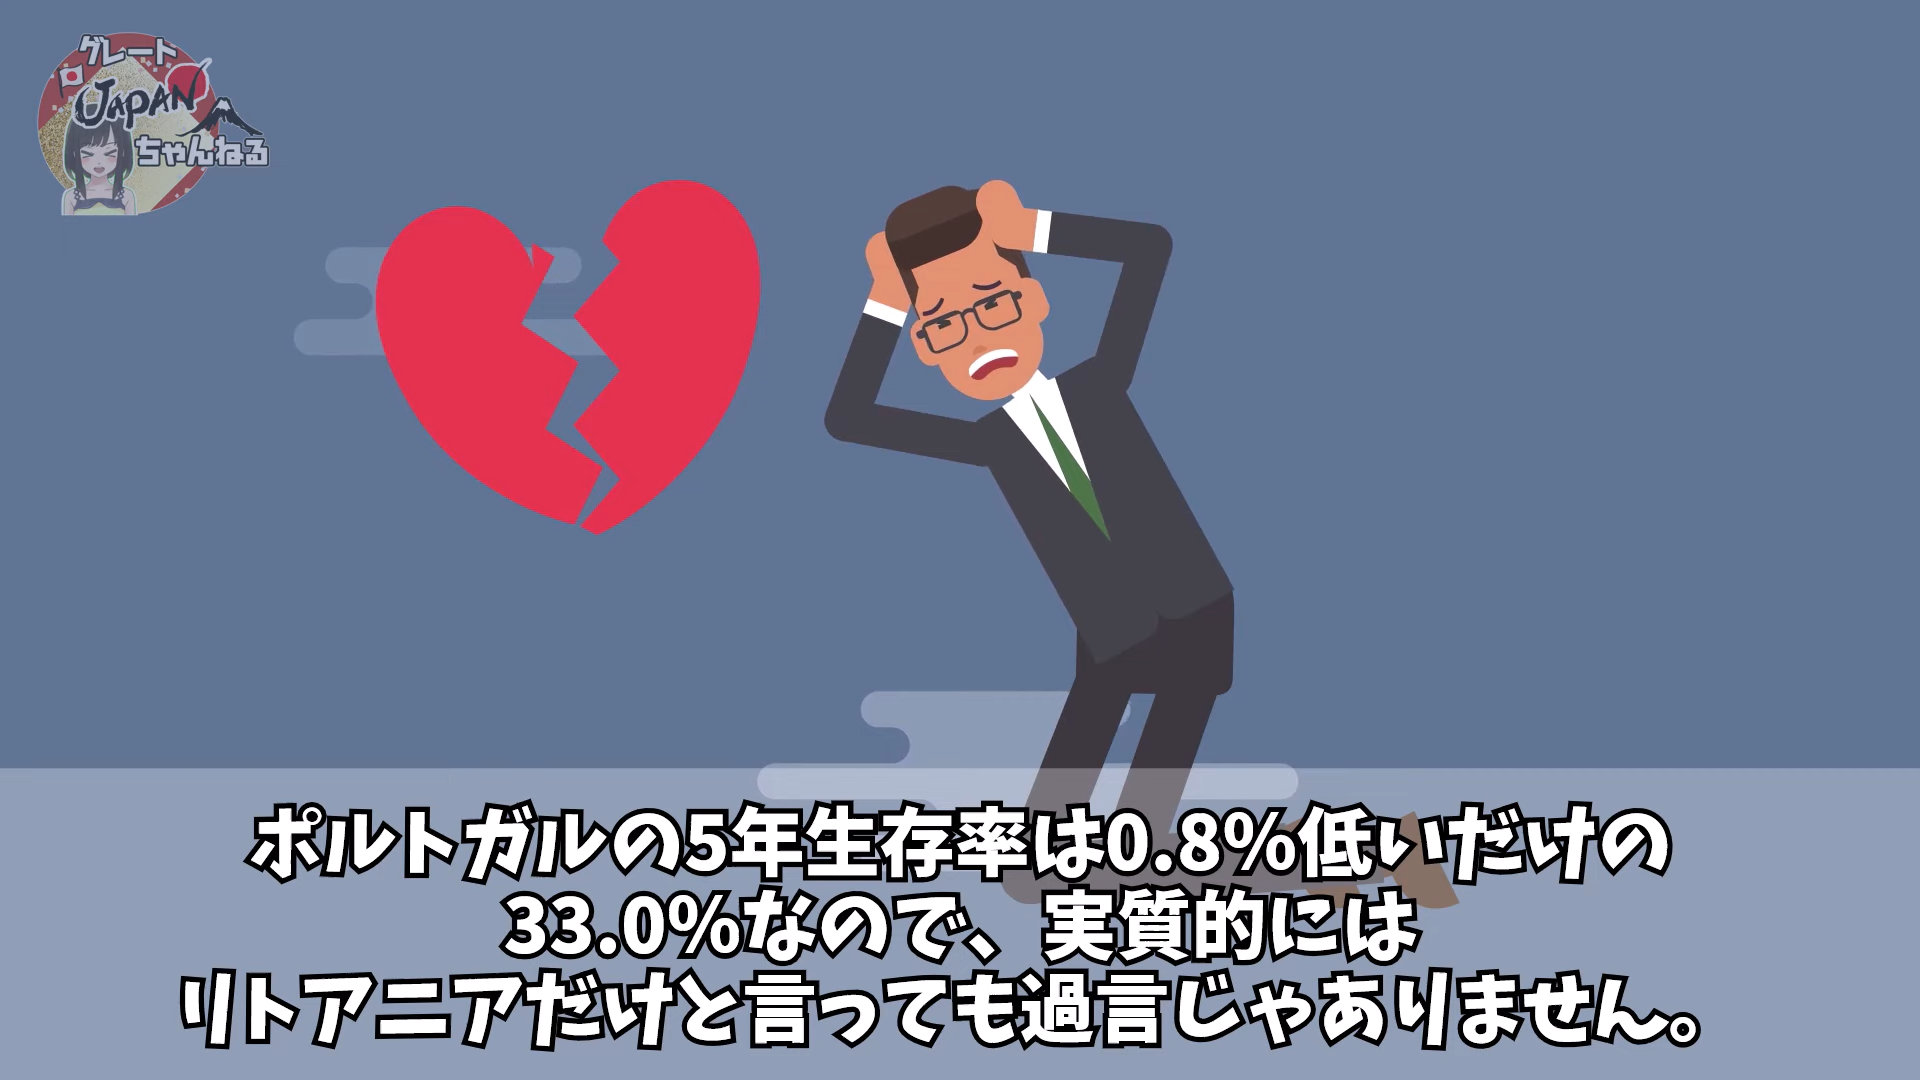 グレート
JAPAN
ちゃんねる
ポルトガルの5年生存率は0.8%低いだけの
33.0%なので、実質的には
リトアニアだけと言っても過言じゃありません。